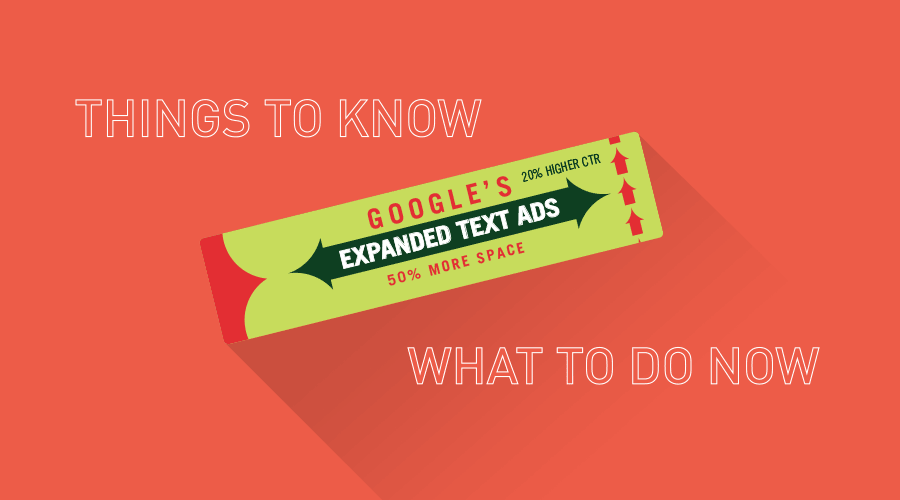 THINGS TO KNOW
GOOGLE'S
20% HIGHER CTR
EXPANDED TEXT ADS
50% MORE SPACE
WHAT TO DO NOW